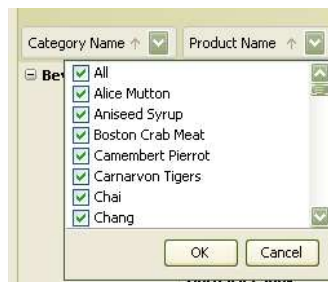 Category Name Product Name
Be
All
Alice Mutton
Aniseed Syrup
Boston Crab Meat
Camembert Pierrot
Carnarvon Tigers
Chai
Chang
OK Cancel